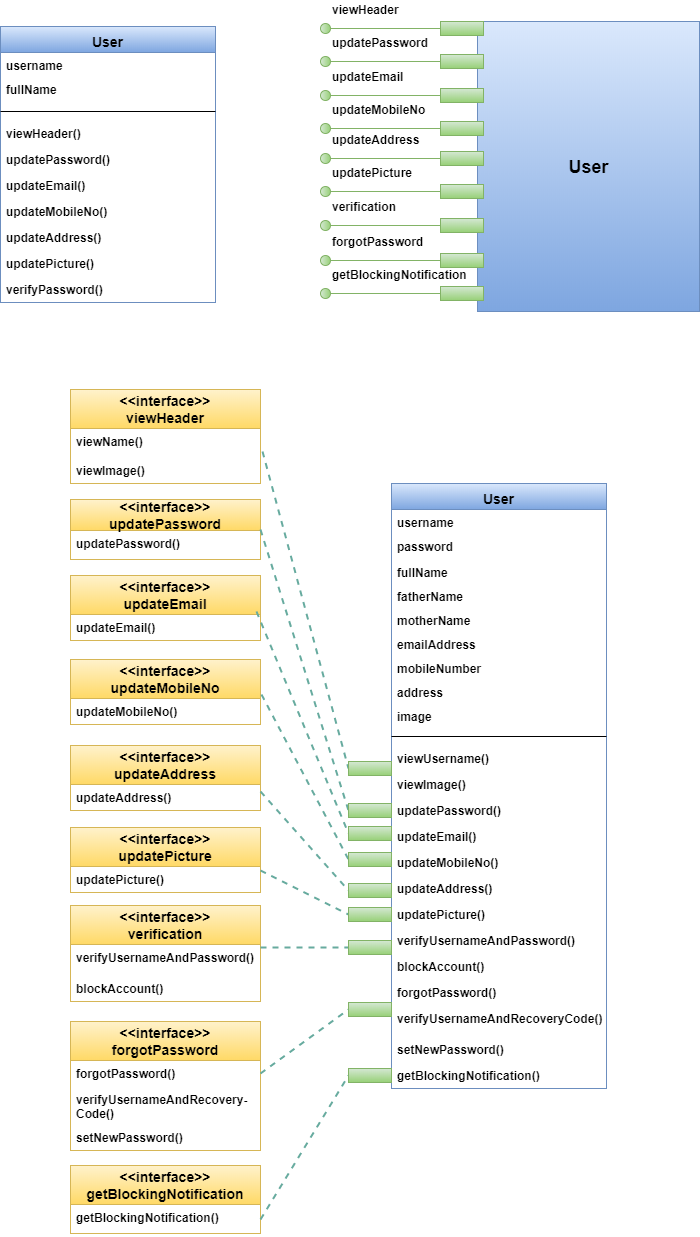 User
username
fullName
viewHeader()
updatePassword()
updateEmail()
updateMobileNo()
updateAddress()
updatePicture()
verifyPassword()
viewHeader
updatePassword
updateEmail
updateMobileNo
updateAddress
updatePicture
verification
forgotPassword
getBlockingNotification
User
<<interface>>
viewHeader
viewName()
viewImage()
<<interface>>
updatePassword
updatePassword()
<<interface>>
updateEmail
updateEmail()
<<interface>>
updateMobileNo
updateMobileNo()
<<interface>>
updateAddress
updateAddress()
<<interface>>
updatePicture
updatePicture()
<<interface>>
verification
verifyUsernameAndPassword()
blockAccount()
<<interface>>
forgotPassword
forgotPassword()
verifyUsernameAndRecovery-
Code()
setNewPassword()
<<interface>>
getBlockingNotification
getBlockingNotification()
User
username
password
fullName
fatherName
motherName
emailAddress
mobileNumber
address
image
viewUsername()
viewImage()
updatePassword()
updateEmail()
updateMobileNo()
updateAddress()
updatePicture()
verifyUsernameAndPassword()
blockAccount()
forgotPassword()
verifyUsernameAndRecoveryCode()
setNewPassword()
getBlockingNotification()